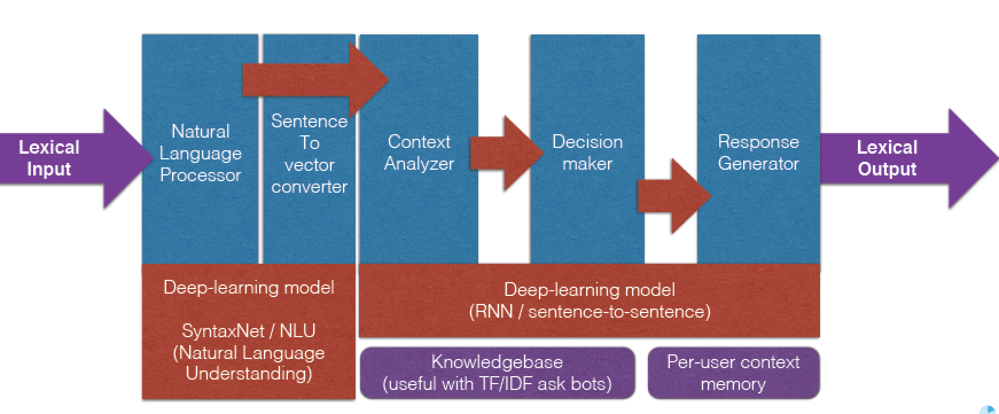 Lexical
Input
Natural
Language
Processor
Sentence
To
vector
converter
Context
Analyzer
Decision
maker
Response
Generator
Lexical
Output
Deep-learning model
SyntaxNet / NLU
(Natural Language
Understanding)
Deep-learning model
(RNN / sentence-to-sentence)
Knowledgebase
(useful with TF/IDF ask bots)
Per-user context
memory